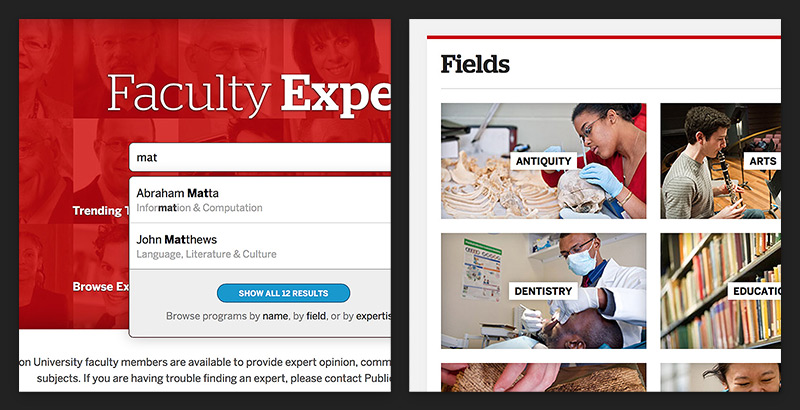 Faculty Expe
mat
Abraham Matta
Information & Computation
Trending T
John Matthews
Language, Literature & Culture
Browse Ex
SHOW ALL 12 RESULTS
Browse programs by name, by field, or by expertis
on University faculty members are available to provide expert opinion, comm
subjects. If you are having trouble finding an expert, please contact Public
Fields
ANTIQUITY
ARTS
DENTISTRY
EDUCATIO